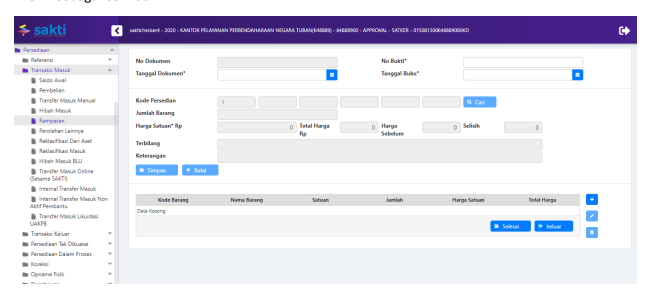 sakti
saktichecker4 - 2020 - KANTOR PELAYANAN PERBENDAHARAAN NEGARA TUBAN(640889) - 64088900 - APPROVAL - SATKER - 015081500640889000KD
Persediaan
Referensi
Transaksi Masuk
Saldo Awal
Pembelian
Transfer Masuk Manual
Hibah Masuk
Rampasan
Perolehan Lainnya
Reklasifikasi Dari Aset
Reklasifikasi Masuk
Hibah Masuk BLU
Transfer Masuk Online
(Sesama SAKTI)
Internal Transfer Masuk
Internal Transfer Masuk Non
Aktif Pembantu
Transfer Masuk Likuidasi
UAKPB
Transaksi Keluar
Persediaan Tak Dikuasai
Persediaan Dalam Proses
Koreksi
Opname Fisik
No Dokumen
No Bukti*
Tanggal Dokumen*
Tanggal Buku*
Kode Persedian
1
Cari
Jumlah Barang
Harga Satuan* Rp
0
Total Harga
Rp
0
Harga
Sebelum
0
Selisih
0
Terbilang
Keterangan
Simpan
Batal
Kode Barang Nama Barang Satuan Jumlah Harga Satuan Total Harga
Data Kosong
Selesai
keluar